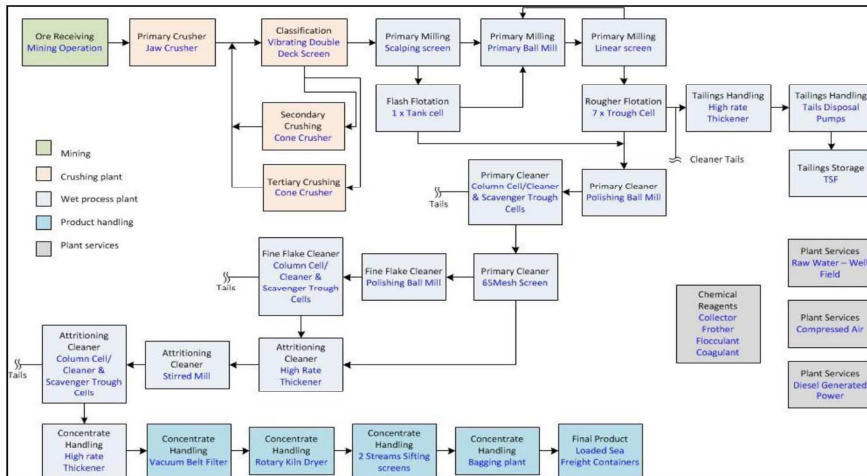 Ore Receiving
Mining Operation
Primary Crusher
Jaw Crusher
Classification
Vibrating Double
Deck Screen
Primary Milling
Scalping screen
Primary Milling
Primary Ball Mill
Primary Milling
Linear screen
Flash Flotation
1 x Tank cell
Rougher Flotation
7 x Trough Cell
Tailings Handling
High rate
Thickener
Tailings Handling
Tails Disposal
Pumps
Secondary
Crushing
Cone Crusher
Tertiary Crushing
Cone Crusher
Mining
Crushing plant
Wet process plant
Product handling
Plant services
Cleaner Tails
Tailings Storage
TSF
Primary Cleaner
Column Cell/Cleaner
& Scavenger Trough
Cells
Tails
Primary Cleaner
Polishing Ball Mill
Fine Flake Cleaner
Column Cell/
Cleaner &
Scavenger Trough
Cells
Tails
Fine Flake Cleaner
Polishing Ball Mill
Primary Cleaner
65Mesh Screen
Plant Services
Raw Water – Well
Field
Chemical
Reagents
Collector
Frother
Flocculant
Coagulant
Plant Services
Compressed Air
Plant Services
Diesel Generated
Power
Attritioning
Cleaner
Column Cell/
Cleaner &
Scavenger Trough
Cells
Tails
Attritioning
Cleaner
Stirred Mill
Attritioning
Cleaner
High Rate
Thickener
Concentrate
Handling
High rate
Thickener
Concentrate
Handling
Vacuum Belt Filter
Concentrate
Handling
Rotary Kiln Dryer
Concentrate
Handling
2 Streams Sifting
screens
Concentrate
Handling
Bagging plant
Final Product
Loaded Sea
Freight Containers